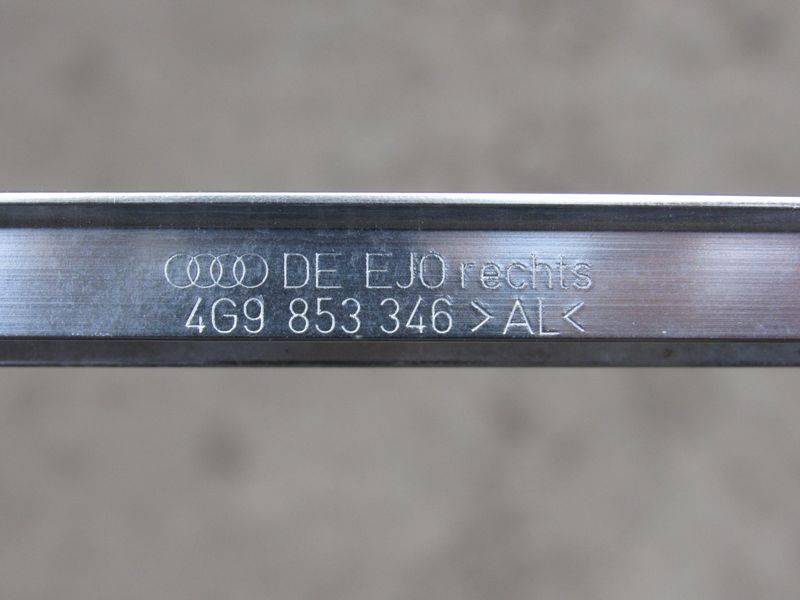 DE EJO rechts
4G9 853 346 >AL<